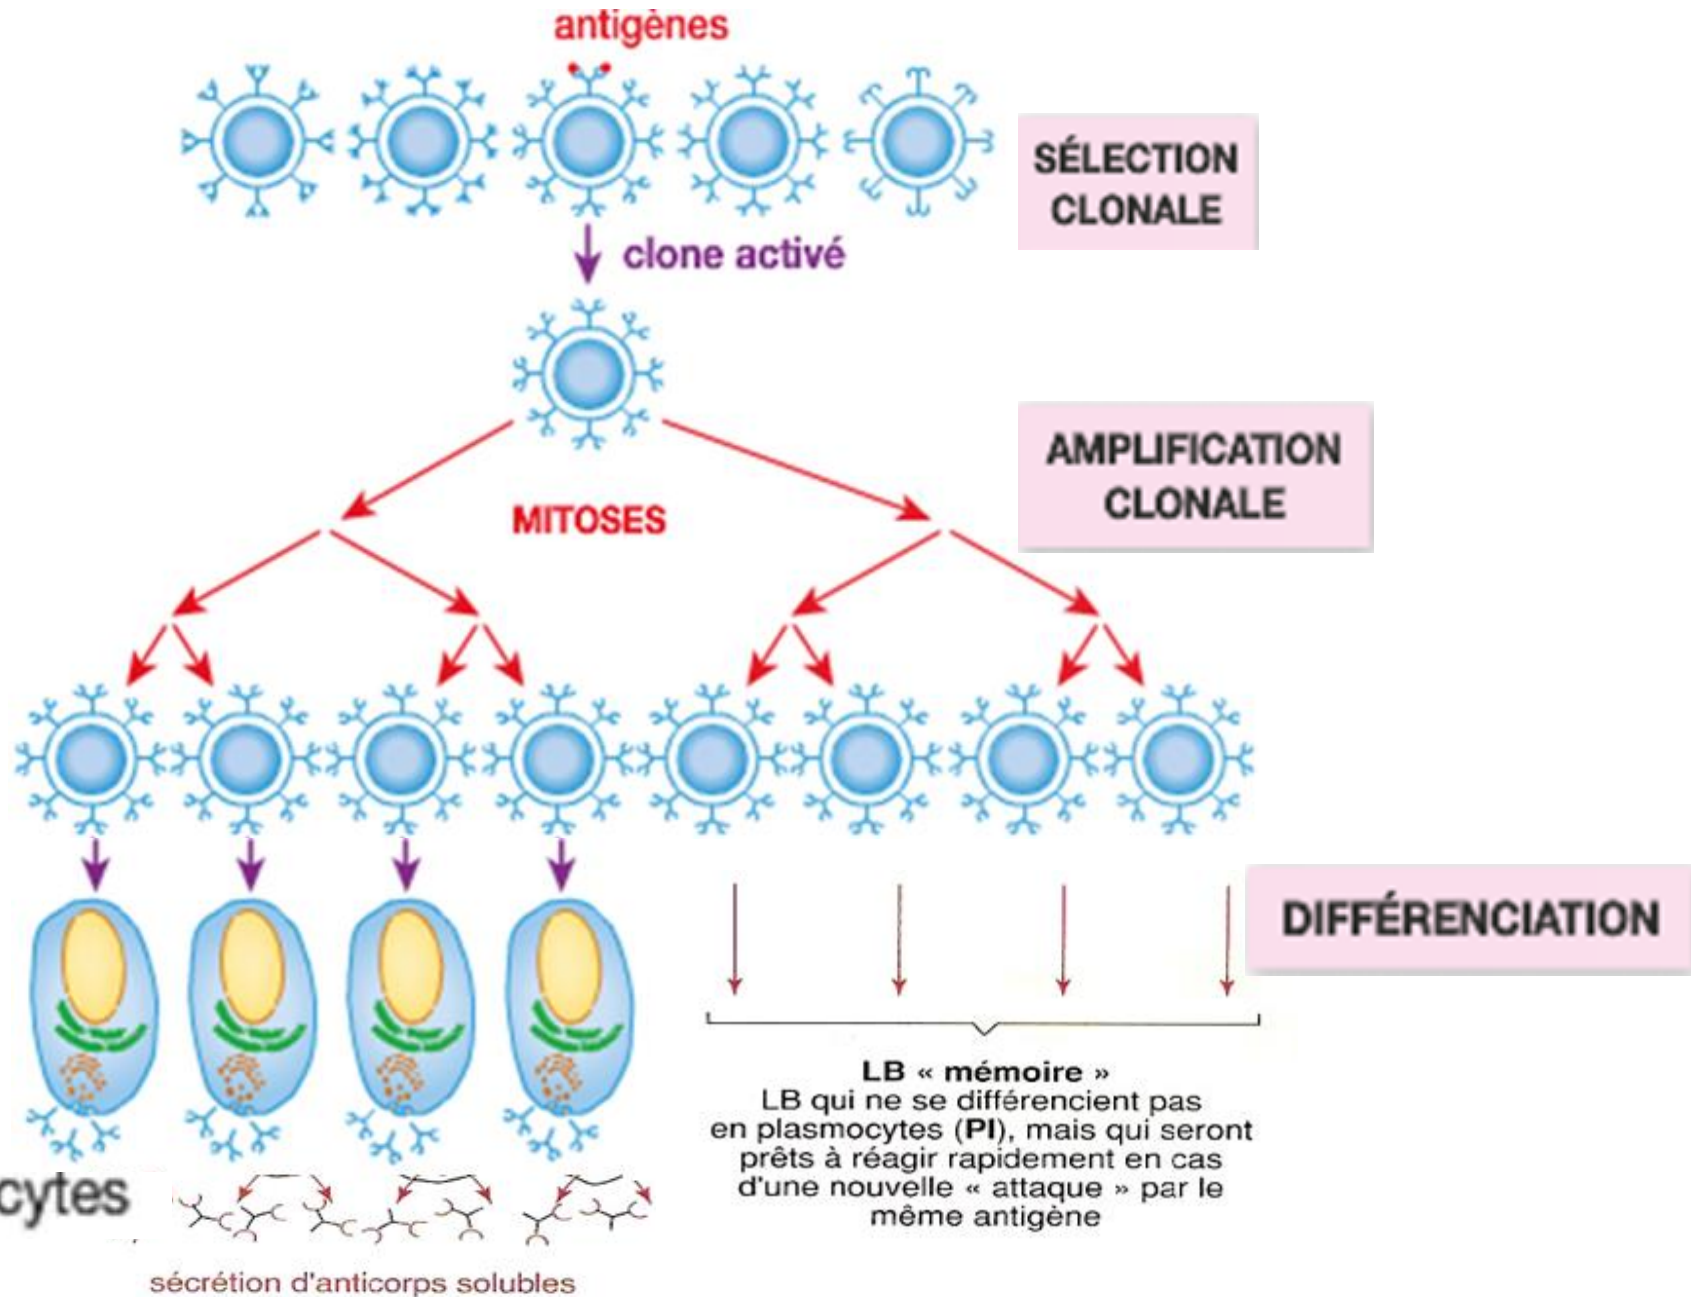 antigènes
SÉLECTION
CLONALE
clone activé
AMPLIFICATION
CLONALE
MITOSES
DIFFÉRENCIATION
LB « mémoire »
LB qui ne se différencient pas
en plasmocytes (PI), mais qui seront
prêts à réagir rapidement en cas
d'une nouvelle « attaque » par le
même antigène
cytes
sécrétion d'anticorps solubles